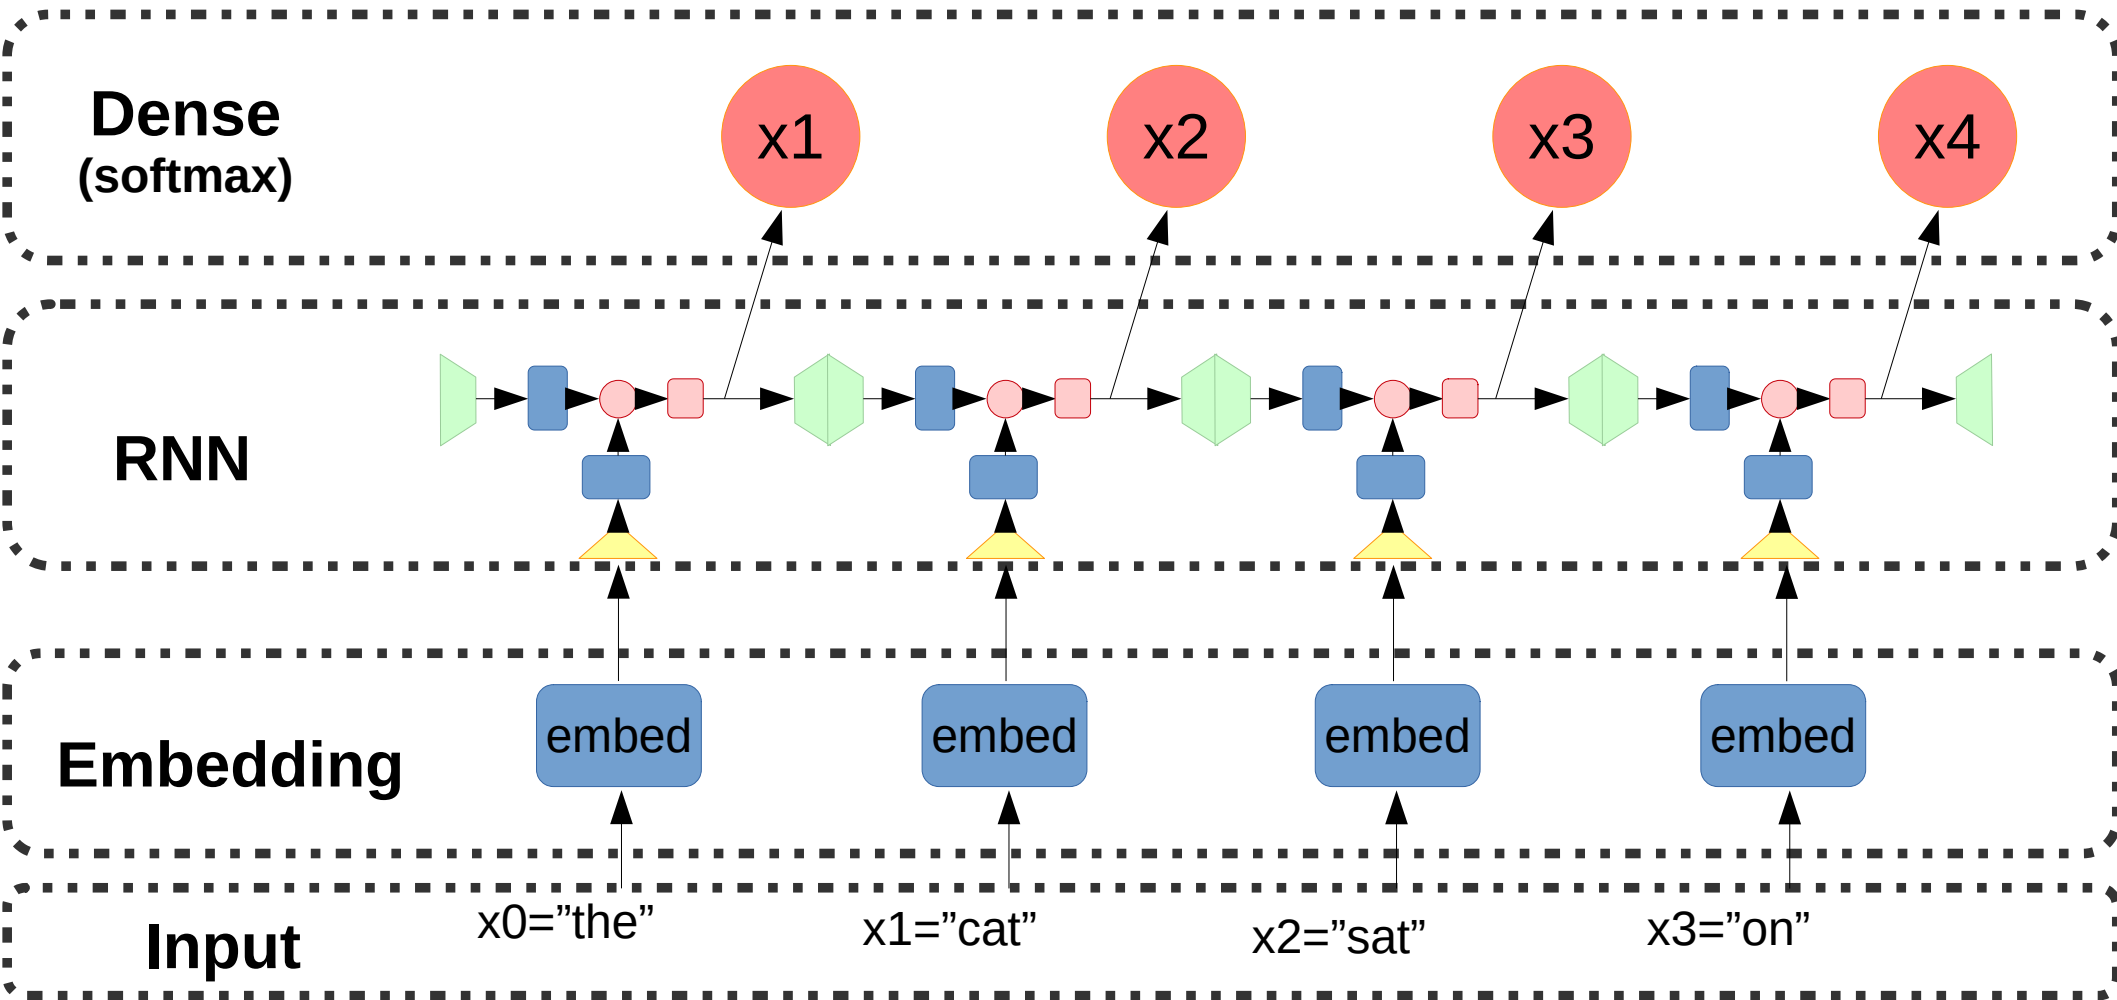 Dense
(softmax)
x1
x2
x3
x4
RNN
Embedding
embed
embed
embed
embed
Input
x0=”the”
x1=”cat”
x2=”sat”
x3=”on”